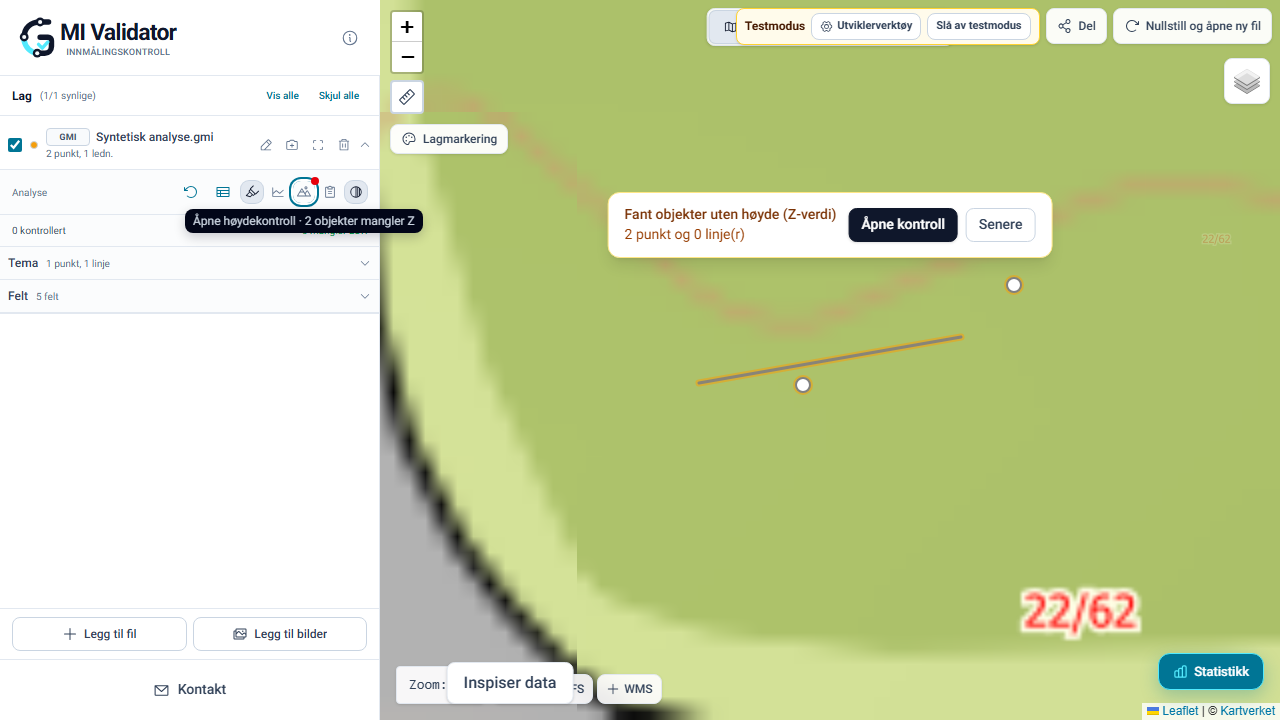 MI Validator
INNMÅLINGSKONTROLL
Lag (1/1 synlige) Vis alle Skjul alle
GMI Syntetisk analyse.gmi
2 punkt, 1 ledn.
Analyse
Åpne høydekontroll · 2 objekter mangler Z
0 kontrollert
Tema 1 punkt, 1 linje
Felt 5 felt
Legg til fil
Legg til bilder
Kontakt
+
−
Lagmarkering
Testmodus
Utviklerverktøy
Slå av testmodus
Del
Nullstill og åpne ny fil
Fant objekter uten høyde (Z-verdi)
2 punkt og 0 linje(r)
Åpne kontroll
Senere
22/62
22/62
Zoom:
Inspiser data
FS
WMS
Statistikk
Leaflet | © Kartverket